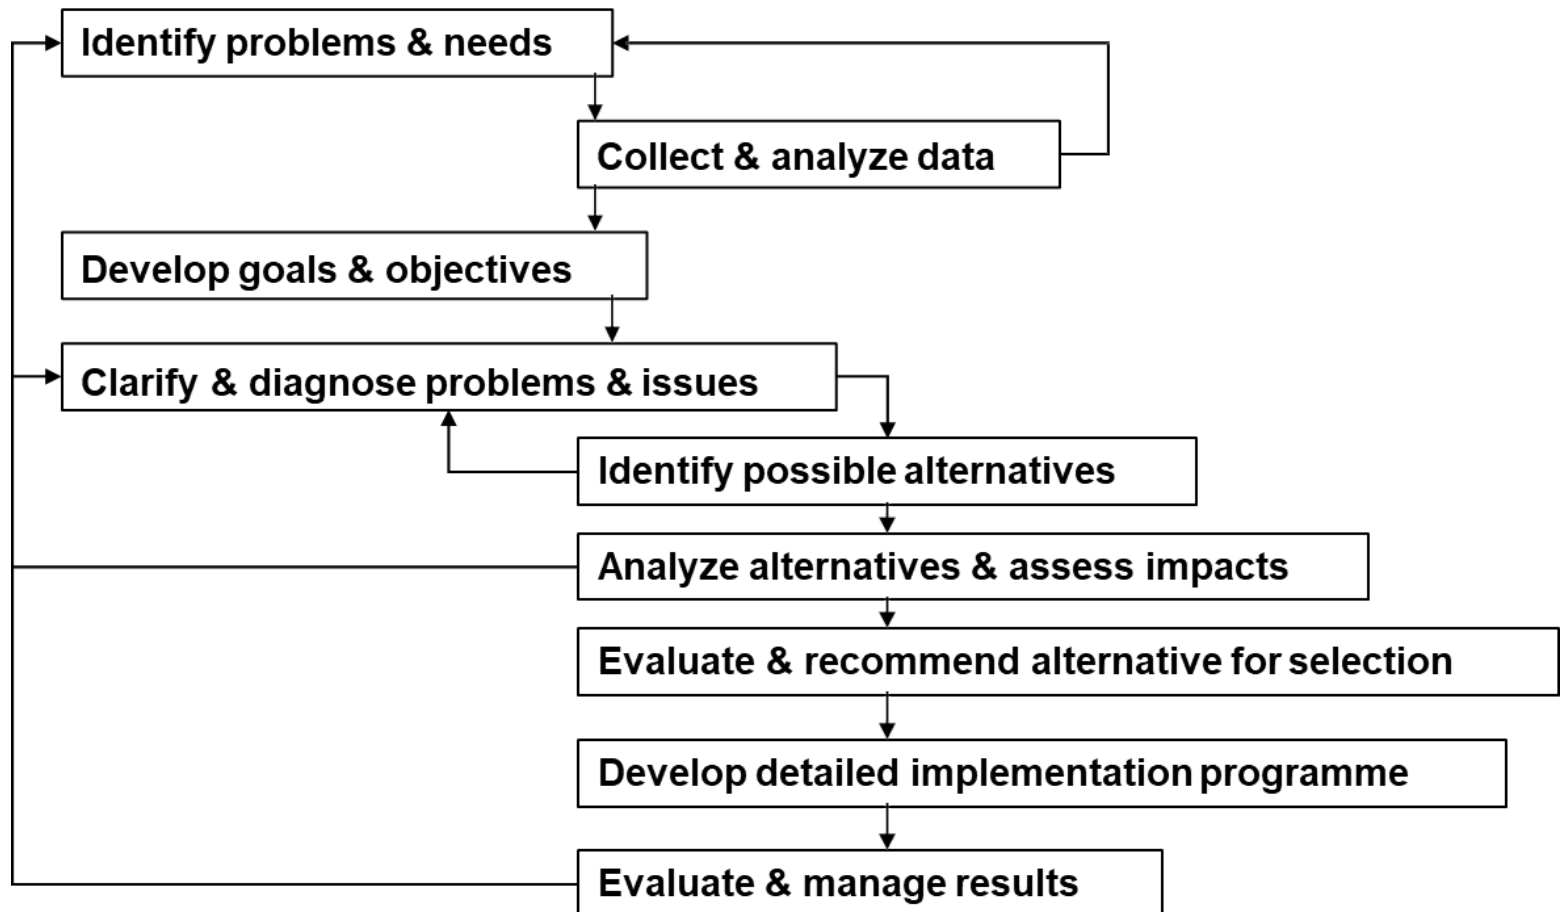 Identify problems & needs
Collect & analyze data
Develop goals & objectives
Clarify & diagnose problems & issues
Identify possible alternatives
Analyze alternatives & assess impacts
Evaluate & recommend alternative for selection
Develop detailed implementation programme
Evaluate & manage results